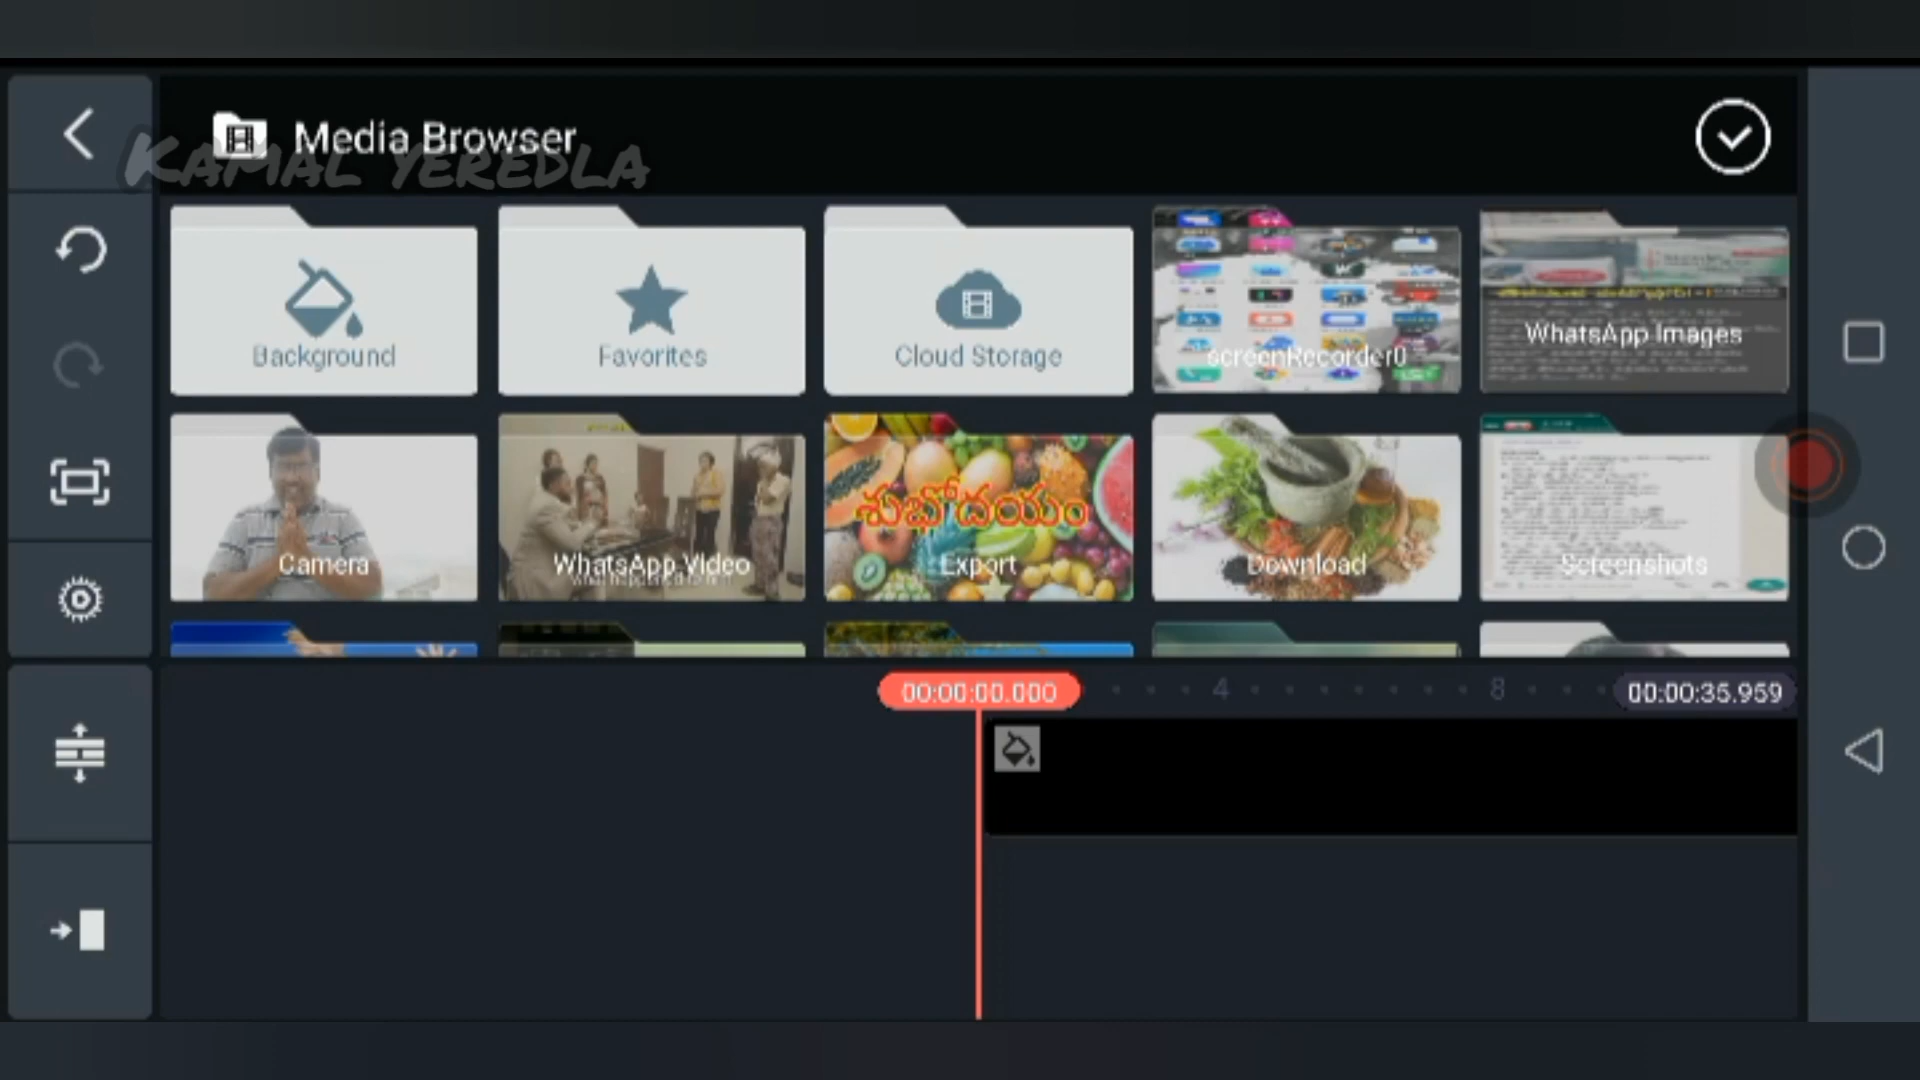 Media Browser
Kamal yeredla
Background
Favorites
Cloud Storage
screenRecorder0
WhatsApp Images
Camera
WhatsApp Video
శుభోదయం
Export
Download
Screenshots
00:00:00.000
4
8
00:00:35.959